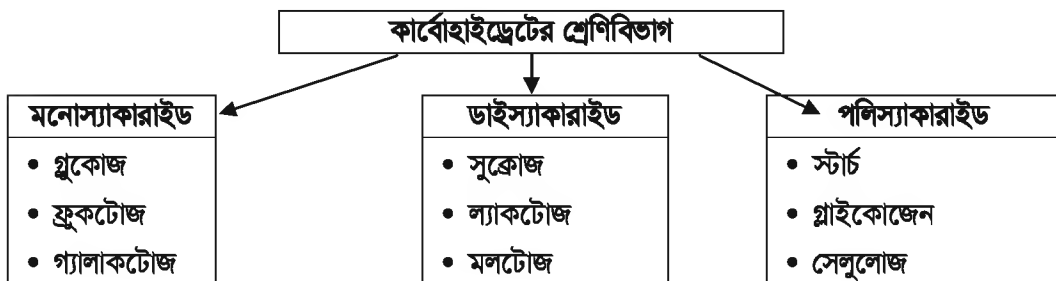 কার্বোহাইড্রেটের শ্রেণিবিভাগ
মনোস্যাকারাইড
• গ্লুকোজ
• ফ্রুকটোজ
• গ্যালাকটোজ
ডাইস্যাকারাইড
• সুক্রোজ
• ল্যাকটোজ
• মলটোজ
পলিস্যাকারাইড
• স্টার্চ
• গ্লাইকোজেন
• সেলুলোজ